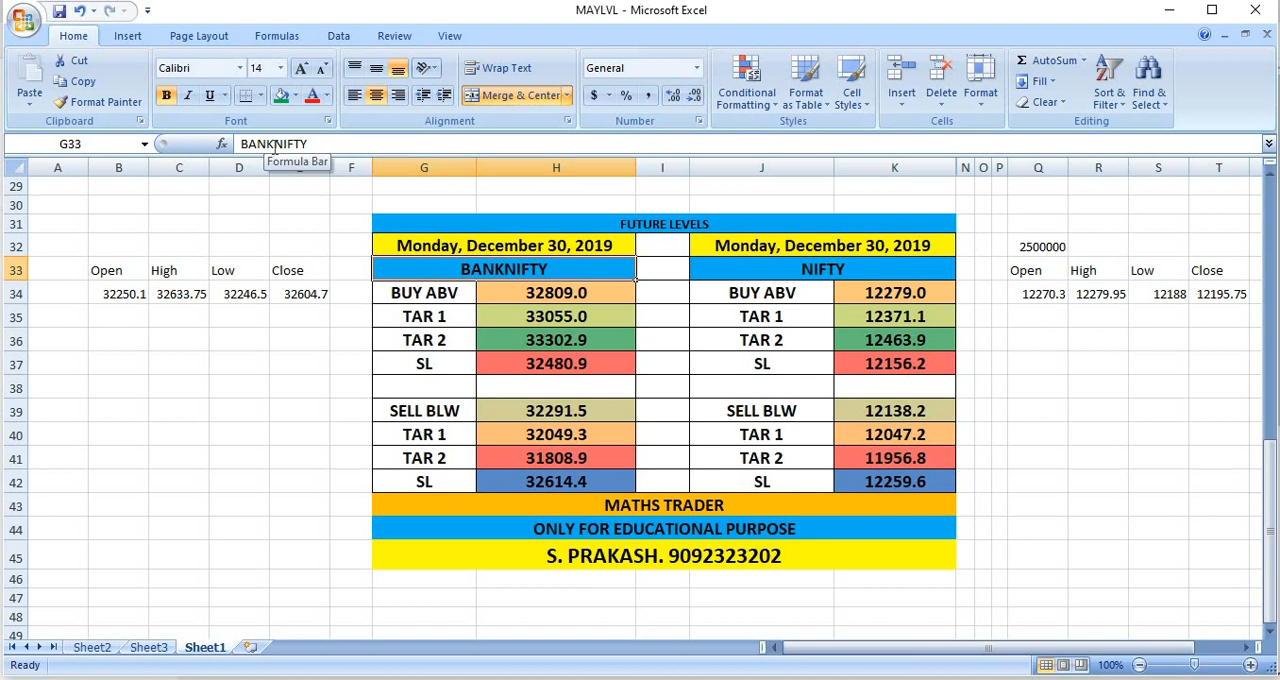 MAYLVL - Microsoft Excel
Home Insert Page Layout Formulas Data Review View
Paste
Cut
Copy
Format Painter
Clipboard
Calibri 14
B I U
Font
Wrap Text
Merge & Center
Alignment
General
$ % ,
Number
Conditional Formatting
Format as Table
Cell Styles
Styles
Insert Delete Format
Cells
AutoSum
Fill
Clear
Sort & Filter
Find & Select
Editing
G33 fx BANKNIFTY
Formula Bar
A B C D F G H I J K N O P Q R S T
29
30
31 FUTURE LEVELS
32 Monday, December 30, 2019 Monday, December 30, 2019 2500000
33 Open High Low Close BANKNIFTY NIFTY Open High Low Close
34 32250.1 32633.75 32246.5 32604.7 BUY ABV 32809.0 BUY ABV 12279.0 12270.3 12279.95 12188 12195.75
35 TAR 1 33055.0 TAR 1 12371.1
36 TAR 2 33302.9 TAR 2 12463.9
37 SL 32480.9 SL 12156.2
38
39 SELL BLW 32291.5 SELL BLW 12138.2
40 TAR 1 32049.3 TAR 1 12047.2
41 TAR 2 31808.9 TAR 2 11956.8
42 SL 32614.4 SL 12259.6
43 MATHS TRADER
44 ONLY FOR EDUCATIONAL PURPOSE
45 S. PRAKASH. 9092323202
46
47
48
49
Sheet2 Sheet3 Sheet1
Ready 100%